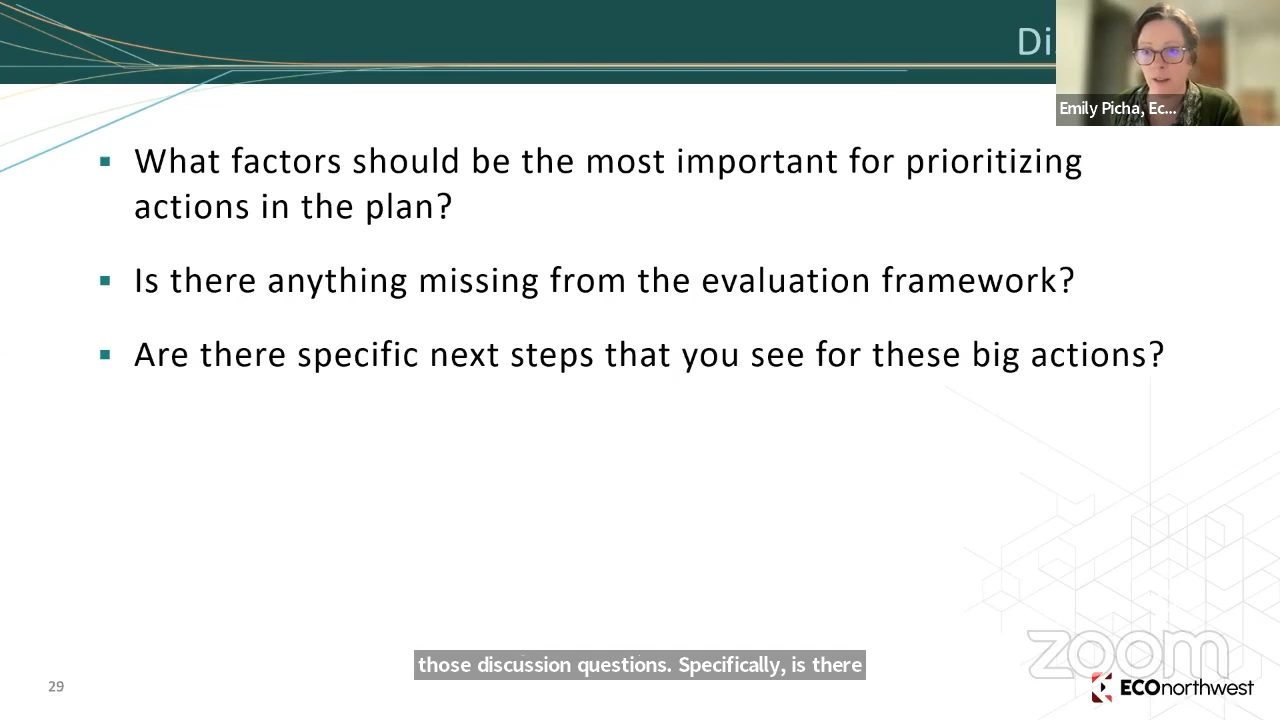 Di
Emily Picha, Ec...
▪ What factors should be the most important for prioritizing
actions in the plan?
▪ Is there anything missing from the evaluation framework?
▪ Are there specific next steps that you see for these big actions?
those discussion questions. Specifically, is there
zoom
29
ECOnorthwest